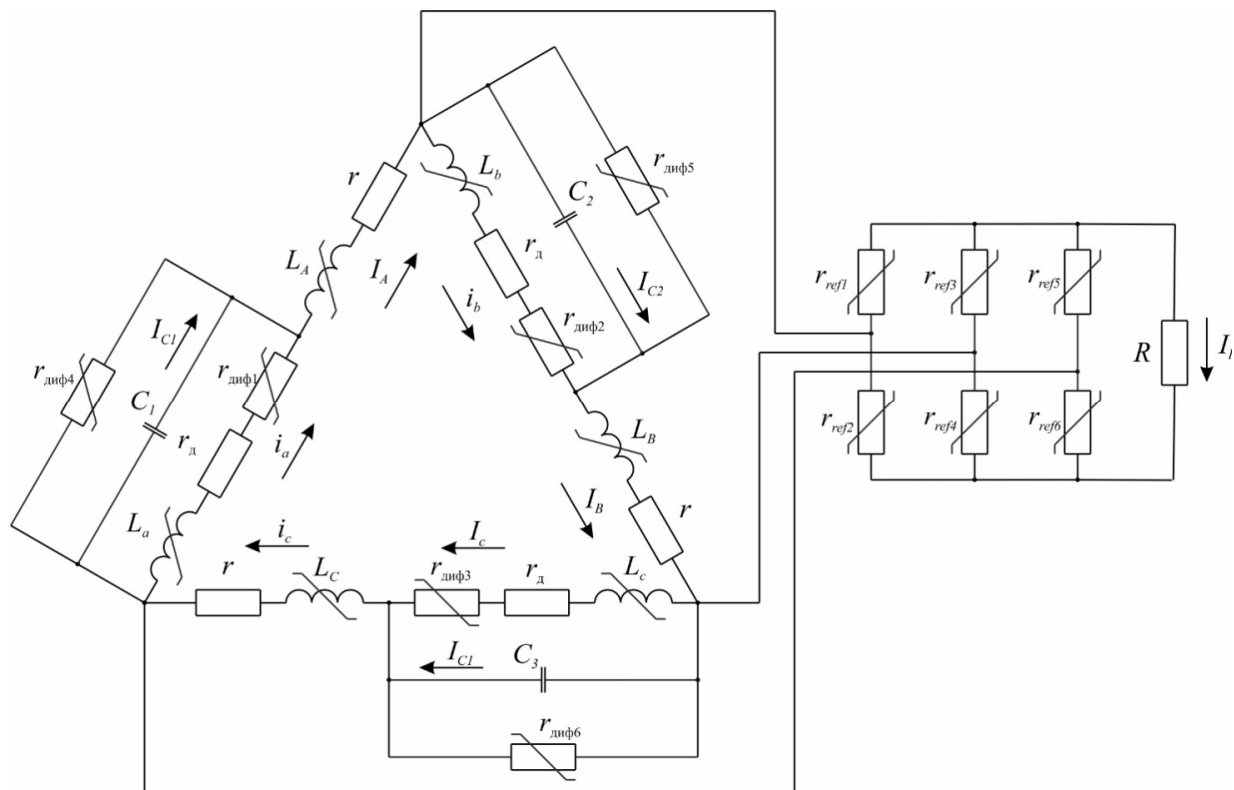 r
L_b
C_2
r_диф5
L_A
I_A
r_д
I_C2
i_b
r_диф2
r_ref1
r_ref3
r_ref5
R
I_C1
r_диф4
C_1
r_диф1
r_д
i_a
L_B
r_ref2
r_ref4
r_ref6
L_a
I_B
r
i_c
I_c
r
L_C
r_диф3
r_д
L_c
I_C1
C_3
r_диф6